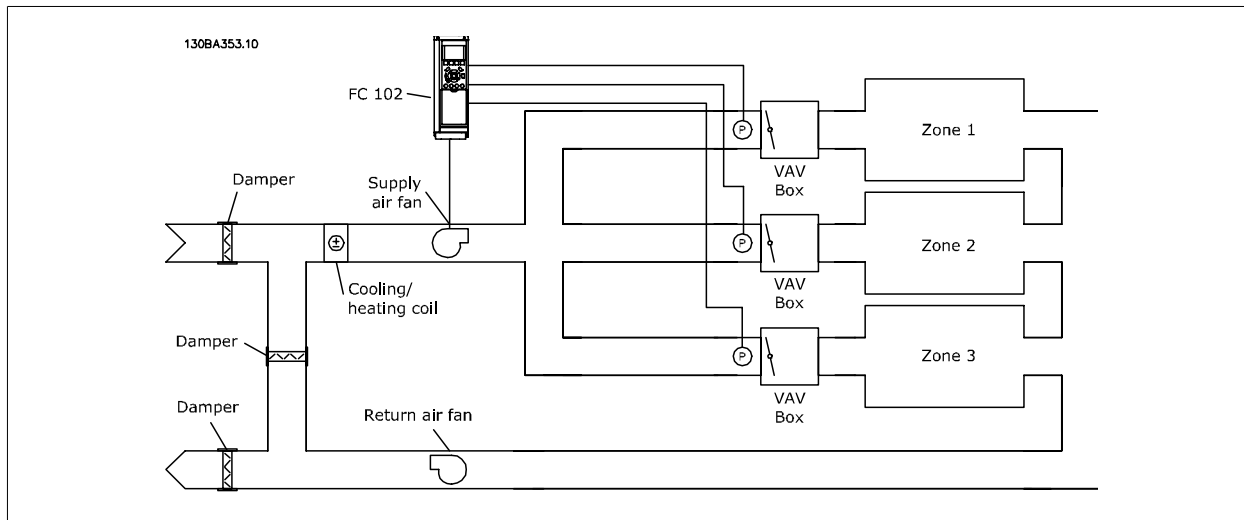 130BA353.10
FC 102
Damper
Supply
air fan
Cooling/
heating coil
Damper
Damper
Return air fan
P
VAV
Box
Zone 1
P
VAV
Box
Zone 2
P
VAV
Box
Zone 3